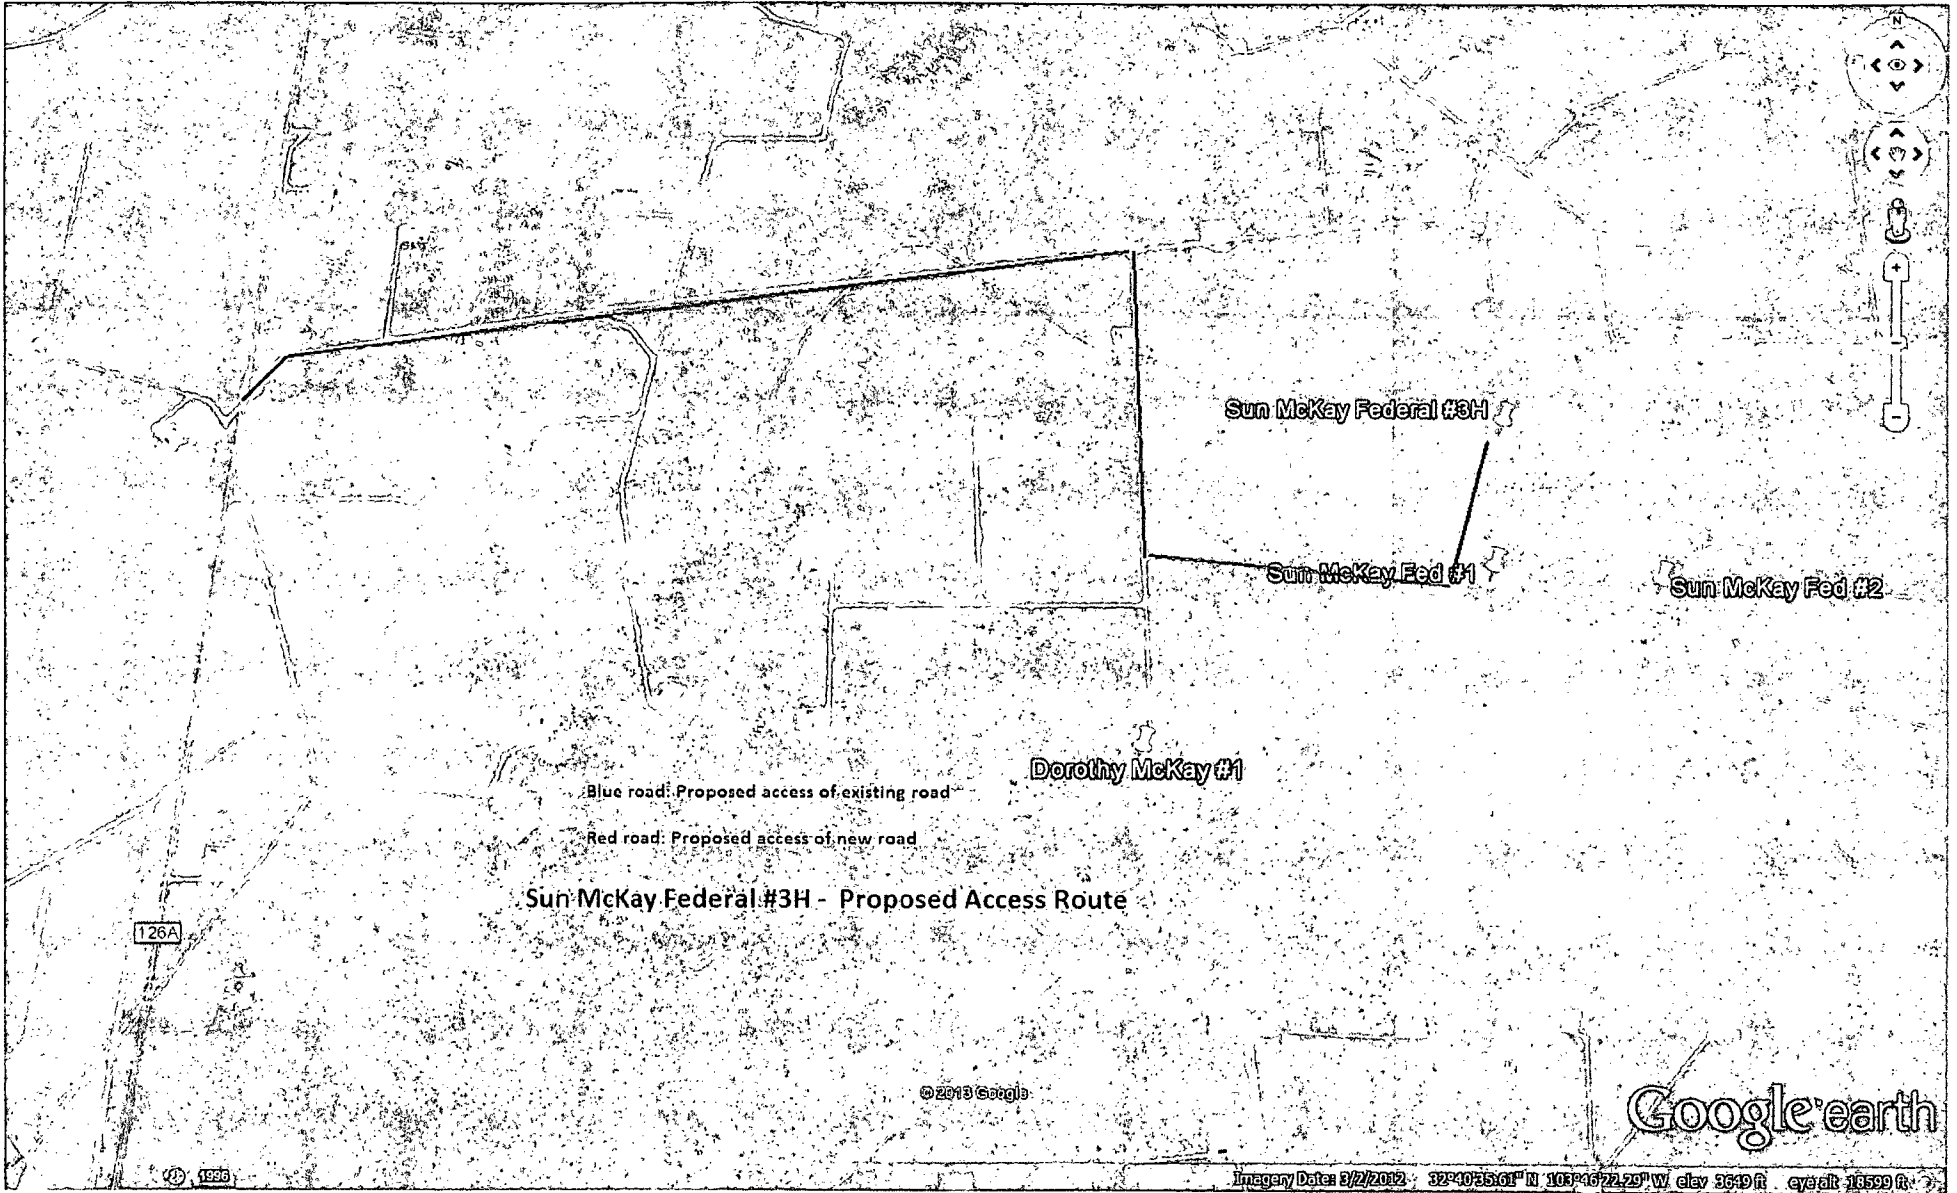 N
Sun McKay Federal #3H
Sun McKay Fed #1
Sun McKay Fed #2
Dorothy McKay #1
Blue road: Proposed access of existing road
Red road: Proposed access of new road
Sun McKay Federal #3H - Proposed Access Route
126A
© 2013 Google
Google earth
1996
Imagery Date: 3/2/2012 32°40'35.61" N 103°46'22.29" W elev 3649 ft eye alt 18599 ft